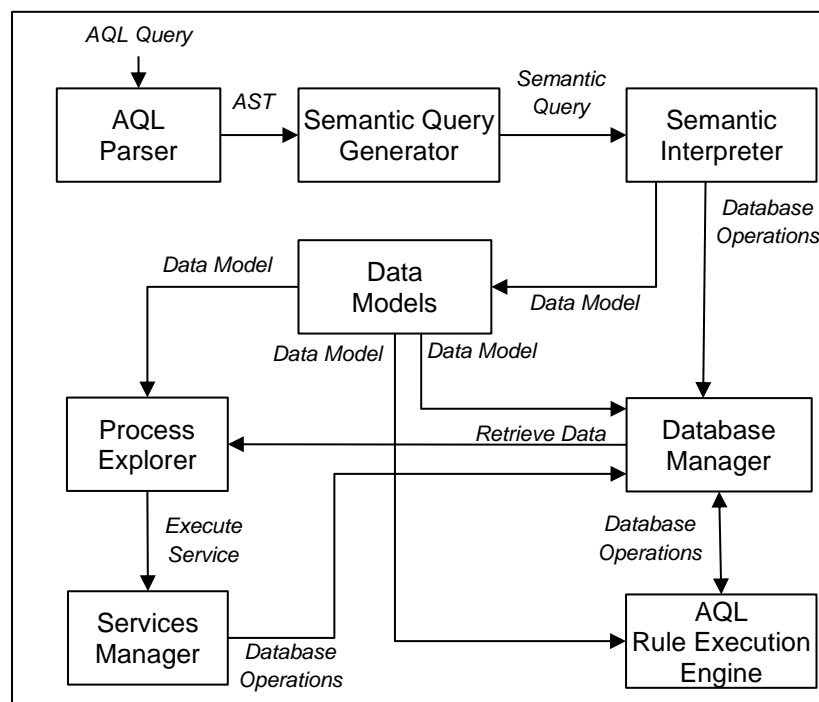 AQL Query
AQL
Parser
AST
Semantic Query
Generator
Semantic
Query
Semantic
Interpreter
Database
Operations
Data Model
Data
Models
Data Model
Data Model
Data Model
Process
Explorer
Retrieve Data
Database
Manager
Execute
Service
Database
Operations
Services
Manager
Database
Operations
AQL
Rule Execution
Engine